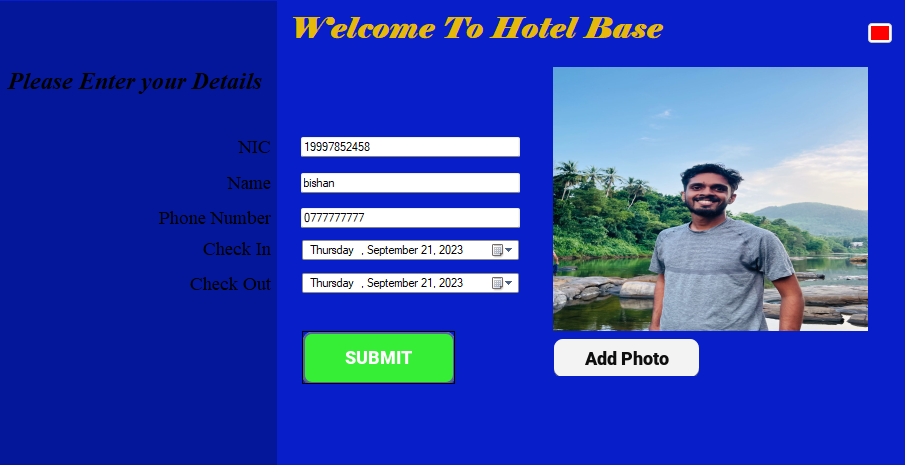 Welcome To Hotel Base
Please Enter your Details
NIC 19997852458
Name bishan
Phone Number 0777777777
Check In Thursday , September 21, 2023
Check Out Thursday , September 21, 2023
SUBMIT
Add Photo